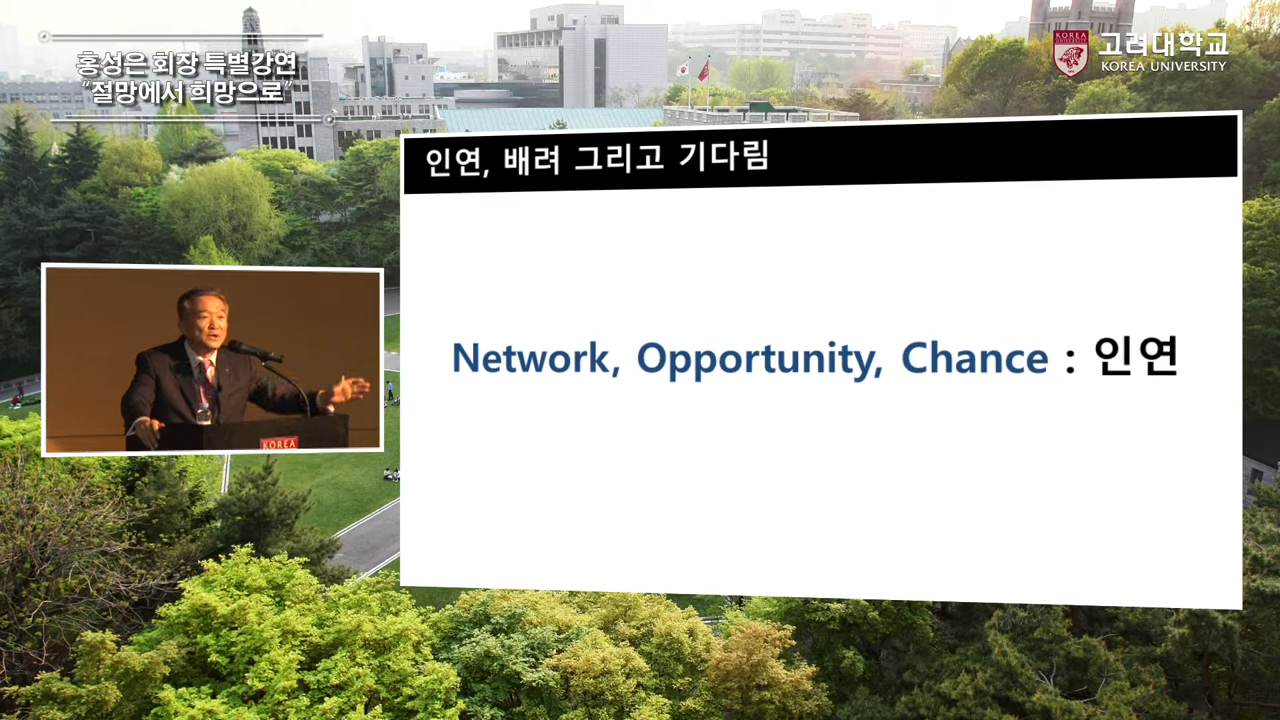 홍성은 회장 특별강연
“절망에서 희망으로”
KOREA
UNIVERSITY
고려대학교
KOREA UNIVERSITY
인연, 배려 그리고 기다림
Network, Opportunity, Chance : 인연
KOREA